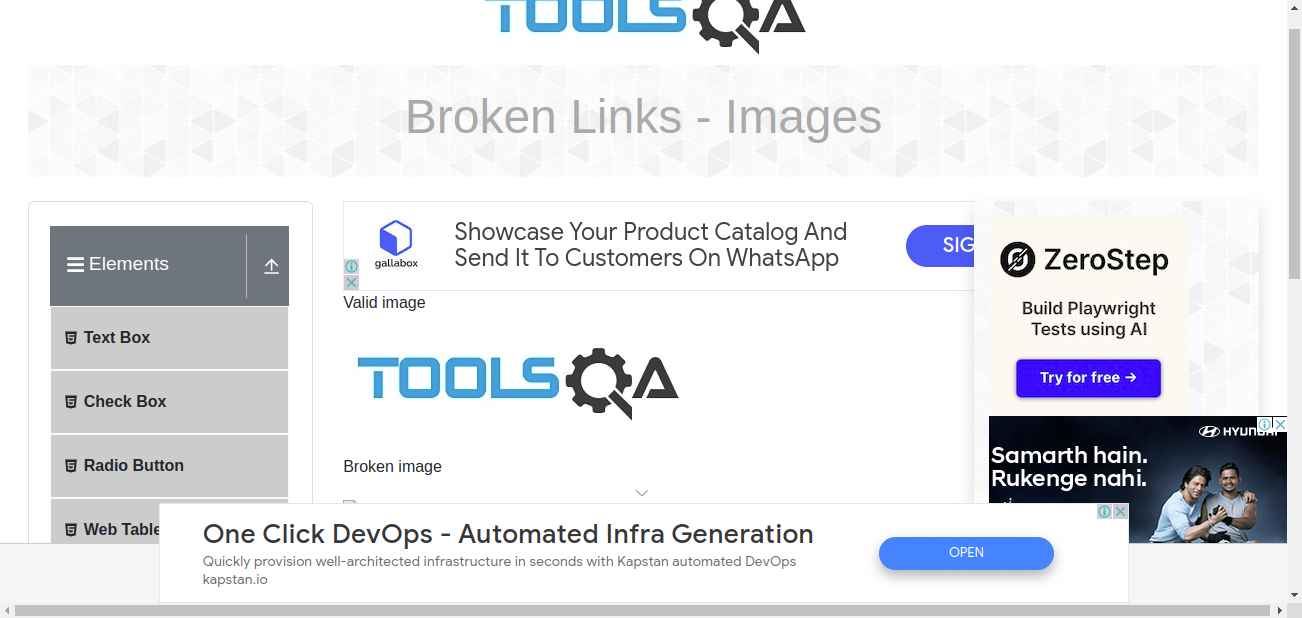 TOOLSQA
Broken Links - Images
Elements
Text Box
Check Box
Radio Button
Web Table
gallabox
Showcase Your Product Catalog And
Send It To Customers On WhatsApp
SIG
Valid image
TOOLSQA
Broken image
ZeroStep
Build Playwright
Tests using AI
Try for free →
HYUNDAI
Samarth hain.
Rukenge nahi.
One Click DevOps - Automated Infra Generation
Quickly provision well-architected infrastructure in seconds with Kapstan automated DevOps
kapstan.io
OPEN